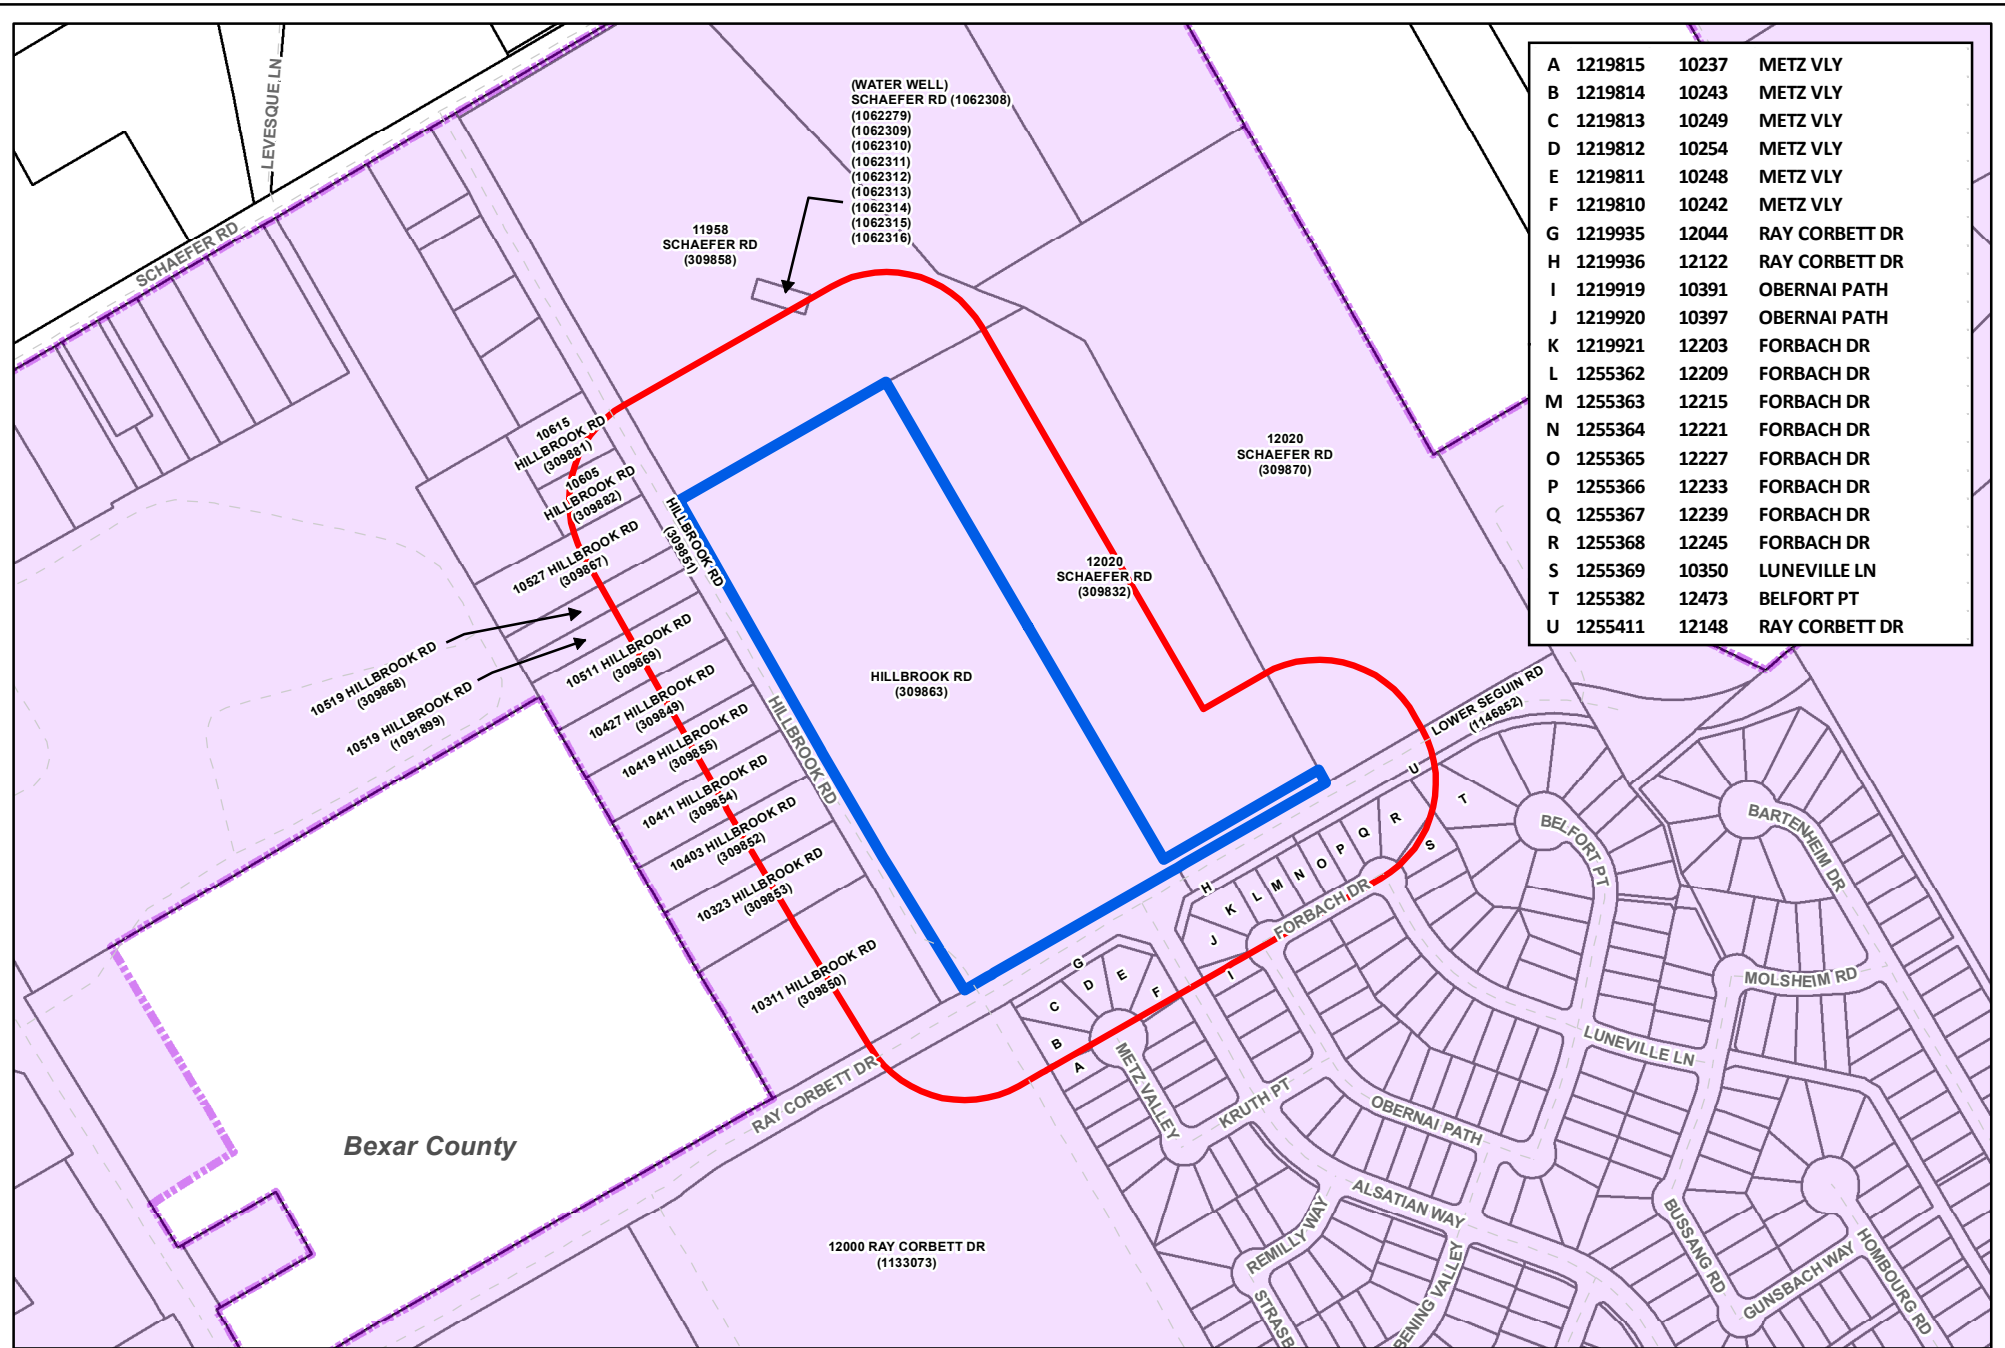 LEVESQUE LN
SCHAEFER RD
(WATER WELL)
SCHAEFER RD (1062308)
(1062279)
(1062309)
(1062310)
(1062311)
(1062312)
(1062313)
(1062314)
(1062315)
(1062316)
11958
SCHAEFER RD
(309858)
A 1219815 10237 METZ VLY
B 1219814 10243 METZ VLY
C 1219813 10249 METZ VLY
D 1219812 10254 METZ VLY
E 1219811 10248 METZ VLY
F 1219810 10242 METZ VLY
G 1219935 12044 RAY CORBETT DR
H 1219936 12122 RAY CORBETT DR
I 1219919 10391 OBERNAI PATH
J 1219920 10397 OBERNAI PATH
K 1219921 12203 FORBACH DR
L 1255362 12209 FORBACH DR
M 1255363 12215 FORBACH DR
N 1255364 12221 FORBACH DR
O 1255365 12227 FORBACH DR
P 1255366 12233 FORBACH DR
Q 1255367 12239 FORBACH DR
R 1255368 12245 FORBACH DR
S 1255369 10350 LUNEVILLE LN
T 1255382 12473 BELFORT PT
U 1255411 12148 RAY CORBETT DR
10615
HILLBROOK RD
(309881)
10605
HILLBROOK RD
(309882)
12020
SCHAEFER RD
(309870)
HILLBROOK RD
(309851)
10527 HILLBROOK RD
(309867)
12020
SCHAEFER RD
(309832)
10519 HILLBROOK RD
(309868)
10519 HILLBROOK RD
(1091899)
10511 HILLBROOK RD
(309869)
HILLBROOK RD
(309863)
10427 HILLBROOK RD
(309849)
10419 HILLBROOK RD
(309855)
HILLBROOK RD
10411 HILLBROOK RD
(309854)
10403 HILLBROOK RD
(309852)
10323 HILLBROOK RD
(309853)
10311 HILLBROOK RD
(309850)
LOWER SEGUIN RD
(1146852)
U
T
S
R
Q
P
O
N
M
L
K
J
I
H
G
F
E
D
C
B
A
BELFORT PT
BARTENHEIM DR
FORBACH DR
MOLSHEIM RD
LUNEVILLE LN
METZ VALLEY
KRUTH PT
OBERNAI PATH
RAY CORBETT DR
Bexar County
ALSATIAN WAY
REMILLY WAY
BUSSANG RD
GUNSBACH WAY
HOMBOURG RD
12000 RAY CORBETT DR
(1133073)
STRASB
BENING VALLEY